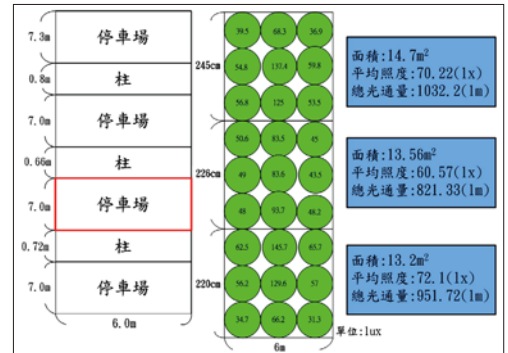 7.3m
停車場
0.8m
柱
7.0m
停車場
0.66m
柱
7.0m
停車場
0.72m
柱
7.0m
停車場
6.0m
245cm
39.5 68.3 36.9
54.8 137.4 59.8
56.8 125 53.5
226cm
50.6 83.5 45
49 83.6 43.5
48 93.7 48.2
220cm
62.5 145.7 65.7
56.2 129.6 57
34.7 66.2 31.3
6m
單位:lux
面積:14.7m²
平均照度:70.22(lx)
總光通量:1032.2(lm)
面積:13.56m²
平均照度:60.57(lx)
總光通量:821.33(lm)
面積:13.2m²
平均照度:72.1(lx)
總光通量:951.72(lm)